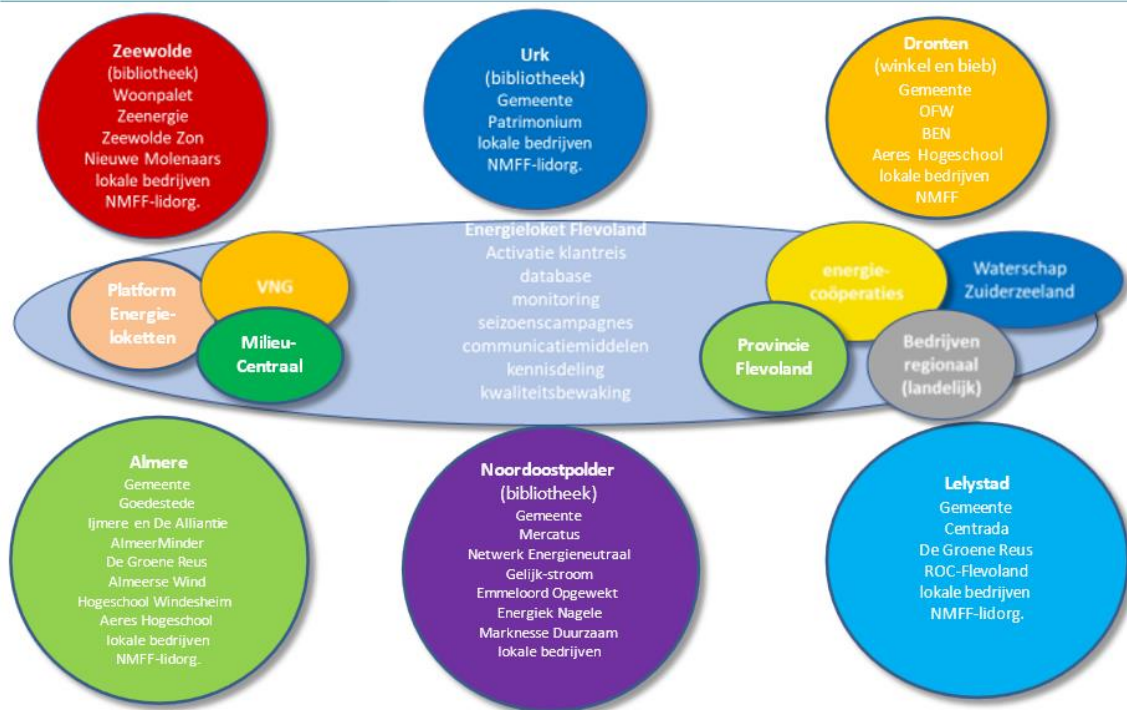 Zeewolde
(bibliotheek)
Woonpalet
Zeenergie
Zeewolde Zon
Nieuwe Molenaars
lokale bedrijven
NMFF-lidorg.
Urk
(bibliotheek)
Gemeente
Patrimonium
lokale bedrijven
NMFF-lidorg.
Dronten
(winkel en bieb)
Gemeente
OFW
BEN
Aeres Hogeschool
lokale bedrijven
NMFF
Platform
Energie-
loketten
VNG
Milieu-
Centraal
Energieloket Flevoland
Activatie klantreis
database
monitoring
seizoenscampagnes
communicatiemiddelen
kennisdeling
kwaliteitsbewaking
energie-
coöperaties
Waterschap
Zuiderzeeland
Provincie
Flevoland
Bedrijven
regionaal
(landelijk)
Almere
Gemeente
Goedestede
Ijmere en De Alliantie
AlmeerMinder
De Groene Reus
Almeerse Wind
Hogeschool Windesheim
Aeres Hogeschool
lokale bedrijven
NMFF-lidorg.
Noordoostpolder
(bibliotheek)
Gemeente
Mercatus
Netwerk Energieneutraal
Gelijk-stroom
Emmeloord Opgewekt
Energiek Nagele
Marknesse Duurzaam
lokale bedrijven
Lelystad
Gemeente
Centrada
De Groene Reus
ROC-Flevoland
lokale bedrijven
NMFF-lidorg.